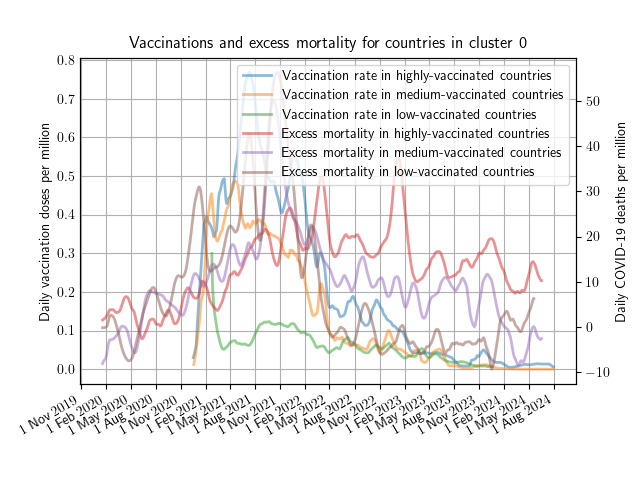 Vaccinations and excess mortality for countries in cluster 0
Vaccination rate in highly-vaccinated countries
Vaccination rate in medium-vaccinated countries
Vaccination rate in low-vaccinated countries
Excess mortality in highly-vaccinated countries
Excess mortality in medium-vaccinated countries
Excess mortality in low-vaccinated countries
Daily vaccination doses per million
0.8
0.7
0.6
0.5
0.4
0.3
0.2
0.1
0.0
Daily COVID-19 deaths per million
50
40
30
20
10
0
−10
1 Nov 2019
1 Feb 2020
1 May 2020
1 Aug 2020
1 Nov 2020
1 Feb 2021
1 May 2021
1 Aug 2021
1 Nov 2021
1 Feb 2022
1 May 2022
1 Aug 2022
1 Nov 2022
1 Feb 2023
1 May 2023
1 Aug 2023
1 Nov 2023
1 Feb 2024
1 May 2024
1 Aug 2024